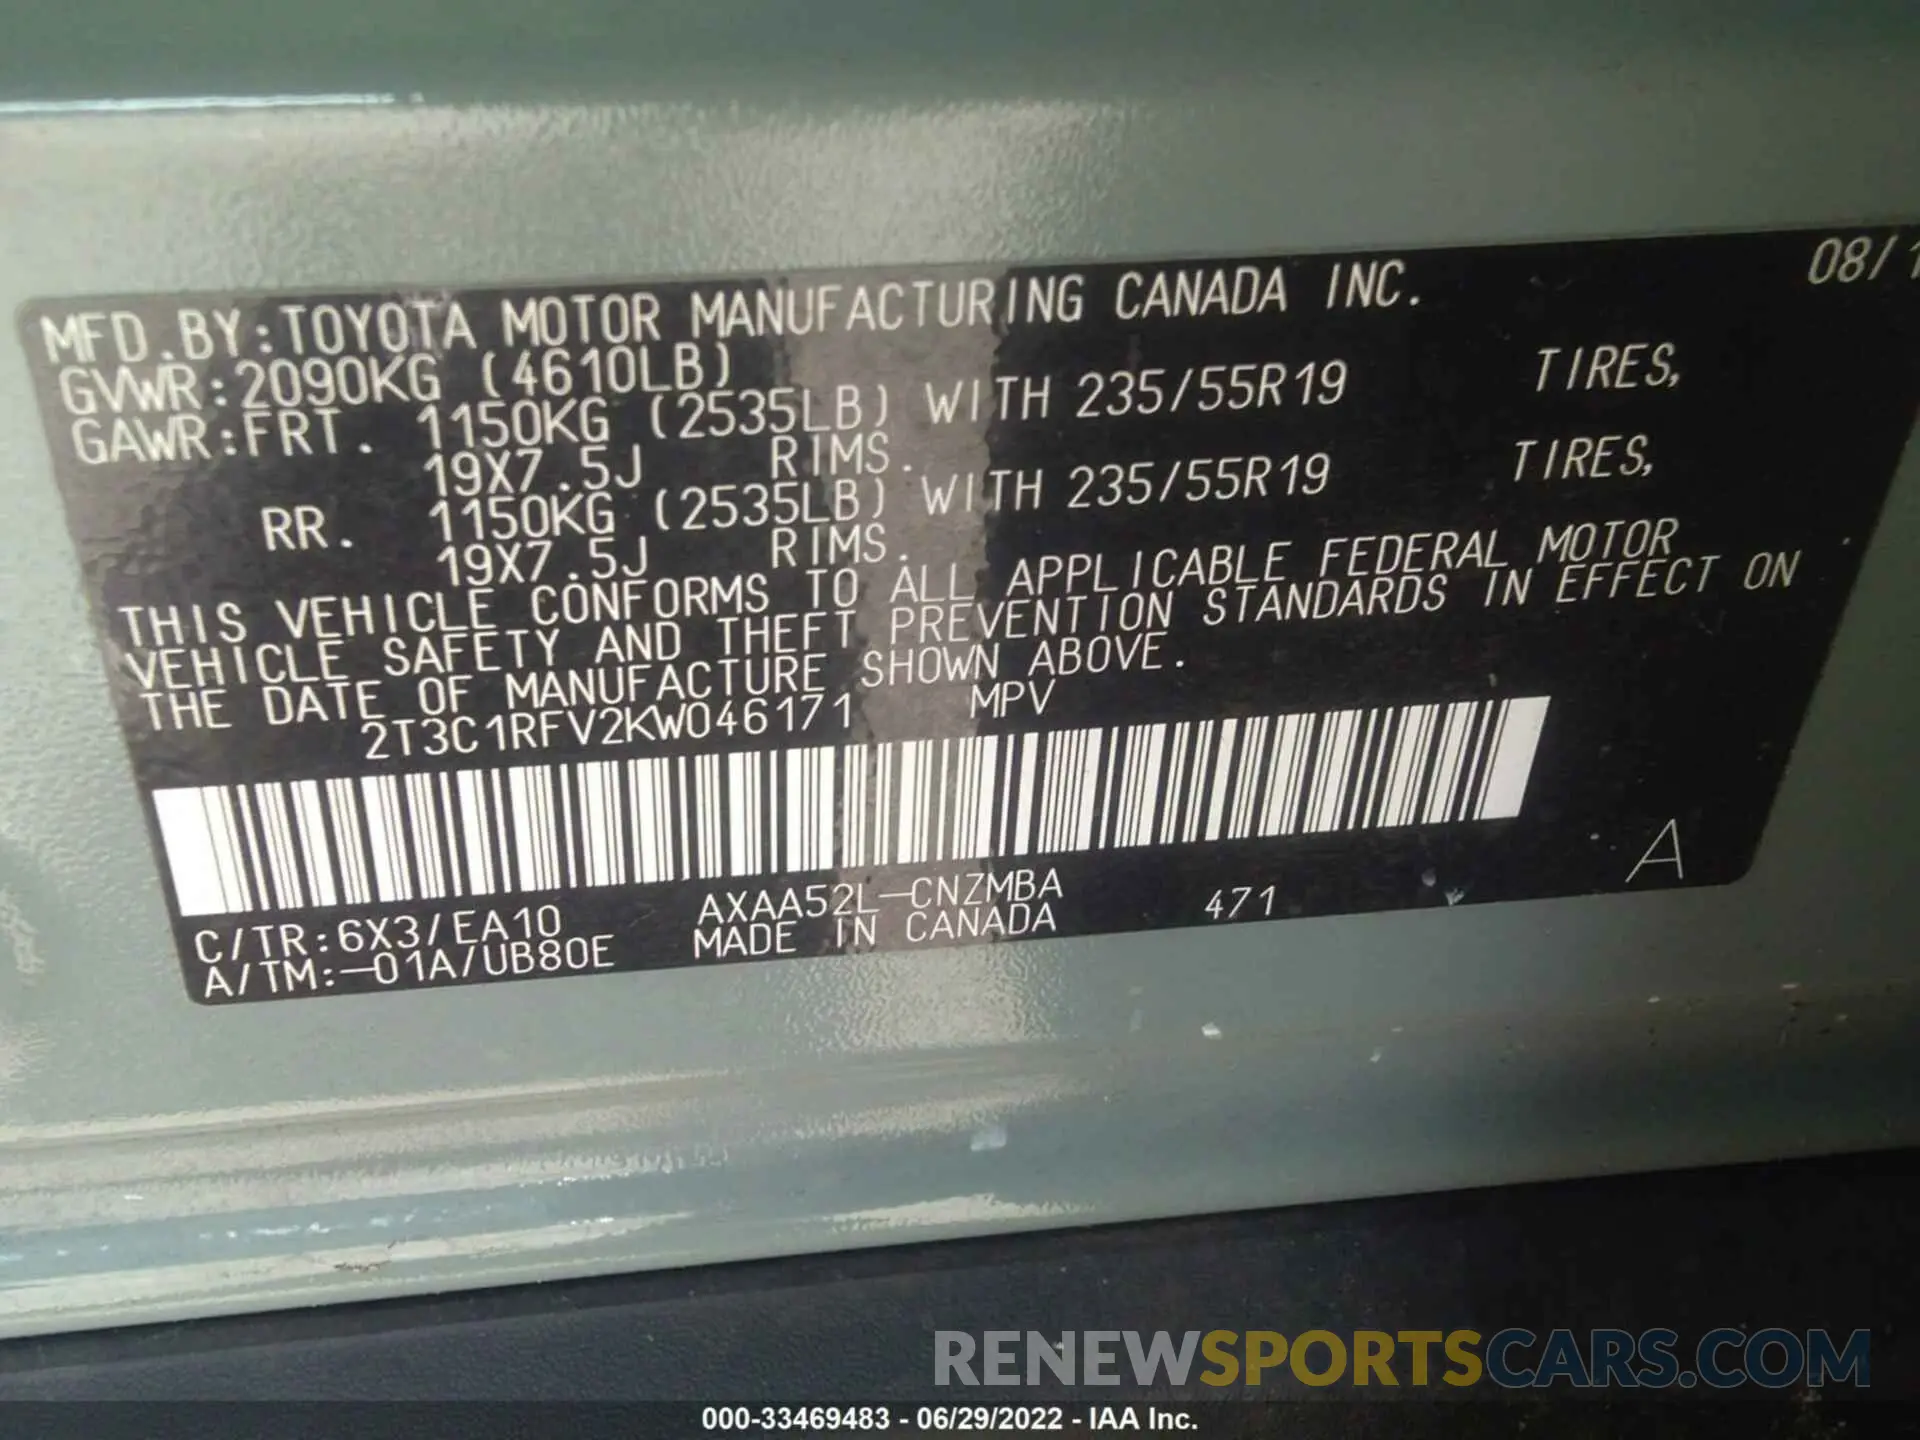 08/1
MFD.BY:TOYOTA MOTOR MANUFACTURING CANADA INC.
GVWR:2090KG (4610LB)
GAWR:FRT. 1150KG (2535LB) WITH 235/55R19 TIRES,
19X7.5J RIMS.
RR. 1150KG (2535LB) WITH 235/55R19 TIRES,
19X7.5J RIMS.
THIS VEHICLE CONFORMS TO ALL APPLICABLE FEDERAL MOTOR
VEHICLE SAFETY AND THEFT PREVENTION STANDARDS IN EFFECT ON
THE DATE OF MANUFACTURE SHOWN ABOVE.
2T3C1RFV2KW046171 MPV
A
C/TR:6X3/EA10 AXAA52L-CNZMBA 471
A/TM:-01A/UB80E MADE IN CANADA
RENEWSPORTSCARS.COM
000-33469483 - 06/29/2022 - IAA Inc.